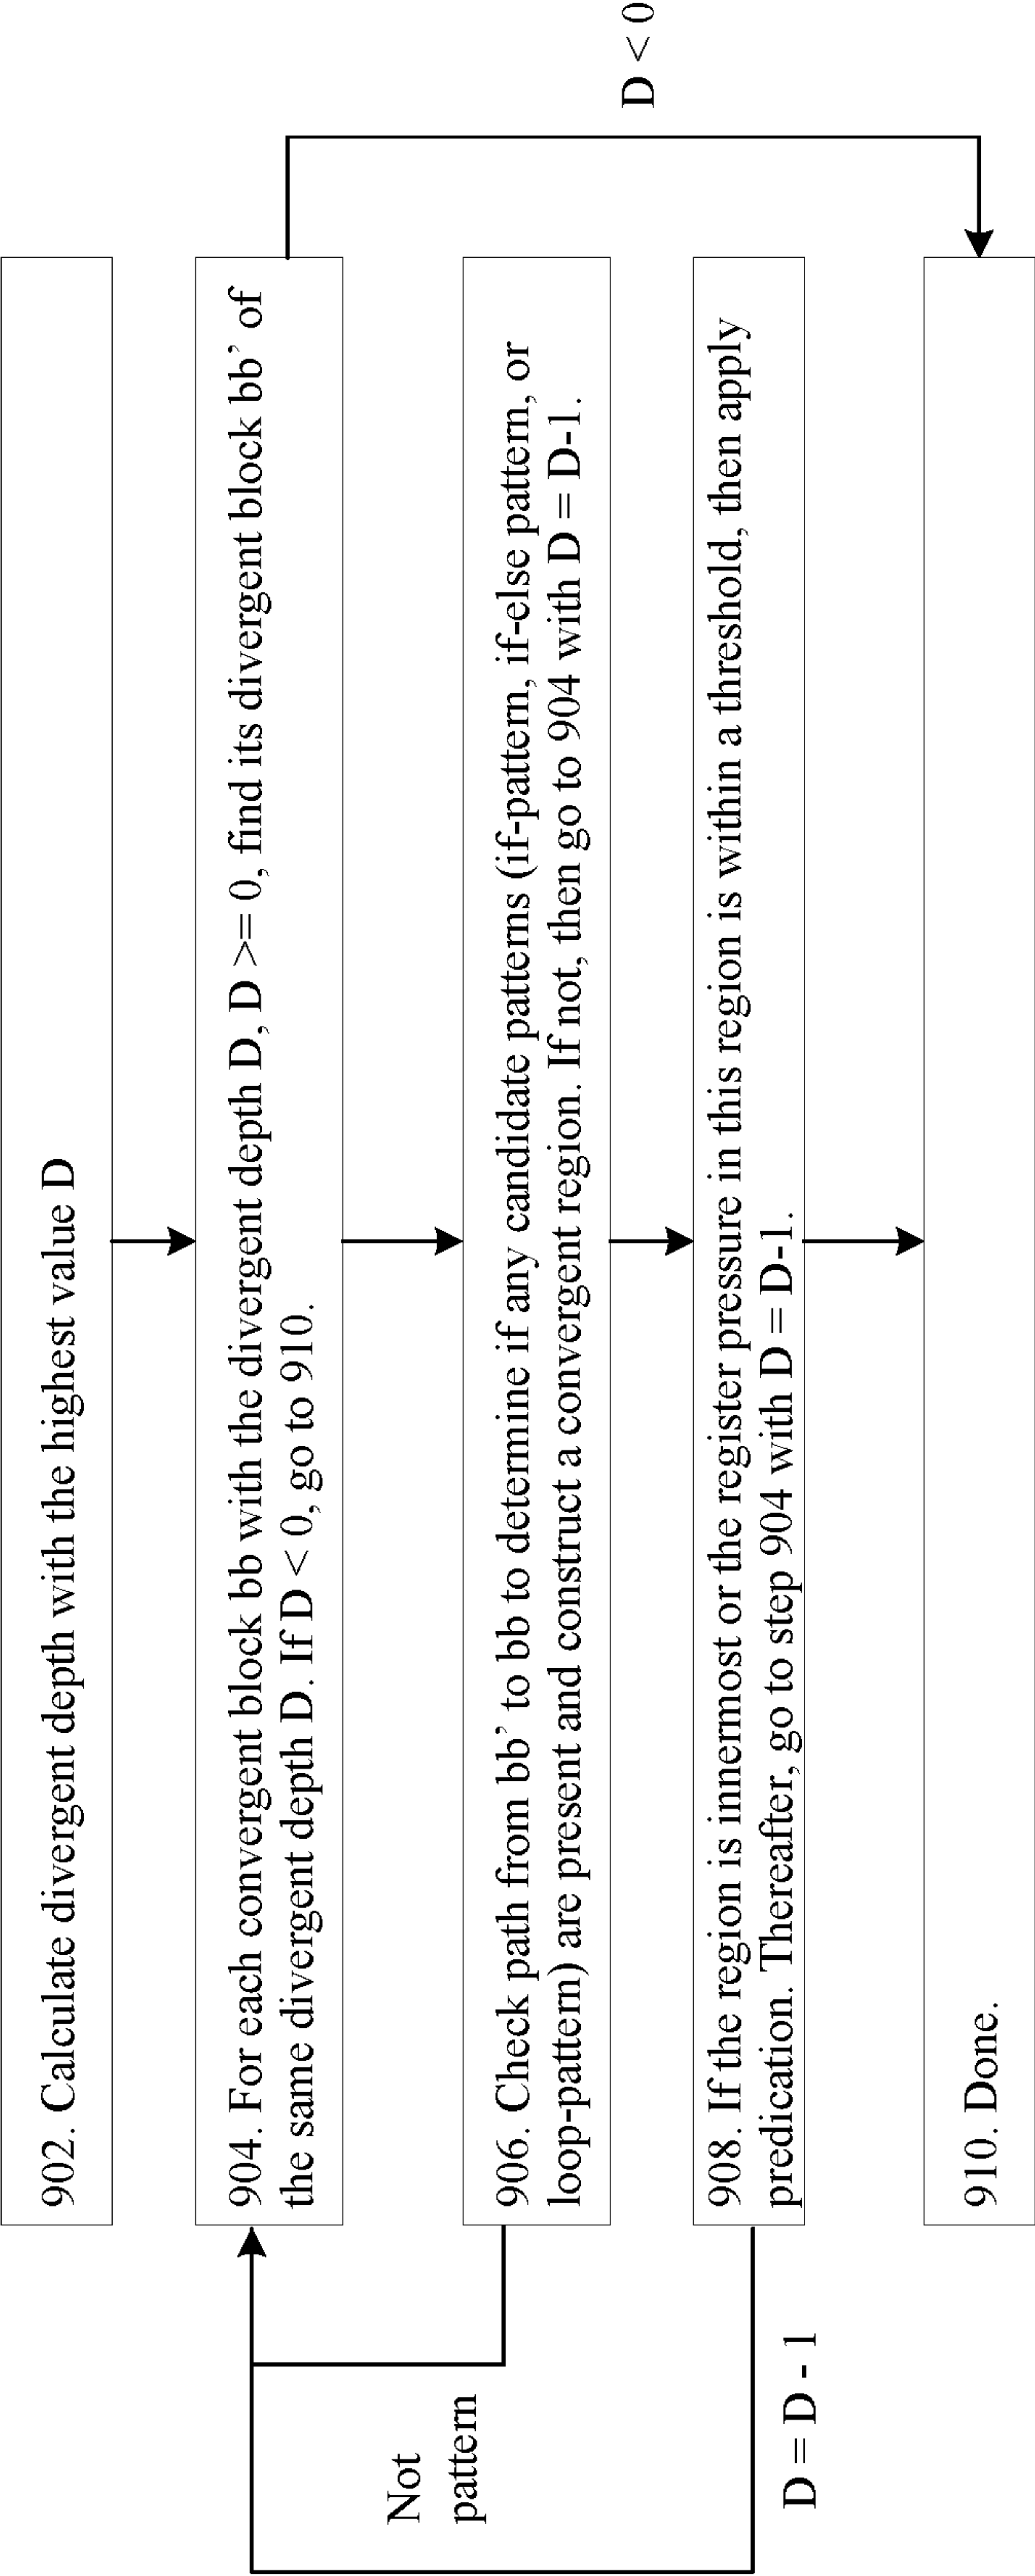 902. Calculate divergent depth with the highest value D
904. For each convergent block bb with the divergent depth D, D >= 0, find its divergent block bb’ of
the same divergent depth D. If D < 0, go to 910.
D < 0
906. Check path from bb’ to bb to determine if any candidate patterns (if-pattern, if-else pattern, or
loop-pattern) are present and construct a convergent region. If not, then go to 904 with D = D-1.
Not
pattern
908. If the region is innermost or the register pressure in this region is within a threshold, then apply
predication. Thereafter, go to step 904 with D = D-1.
D = D - 1
910. Done.